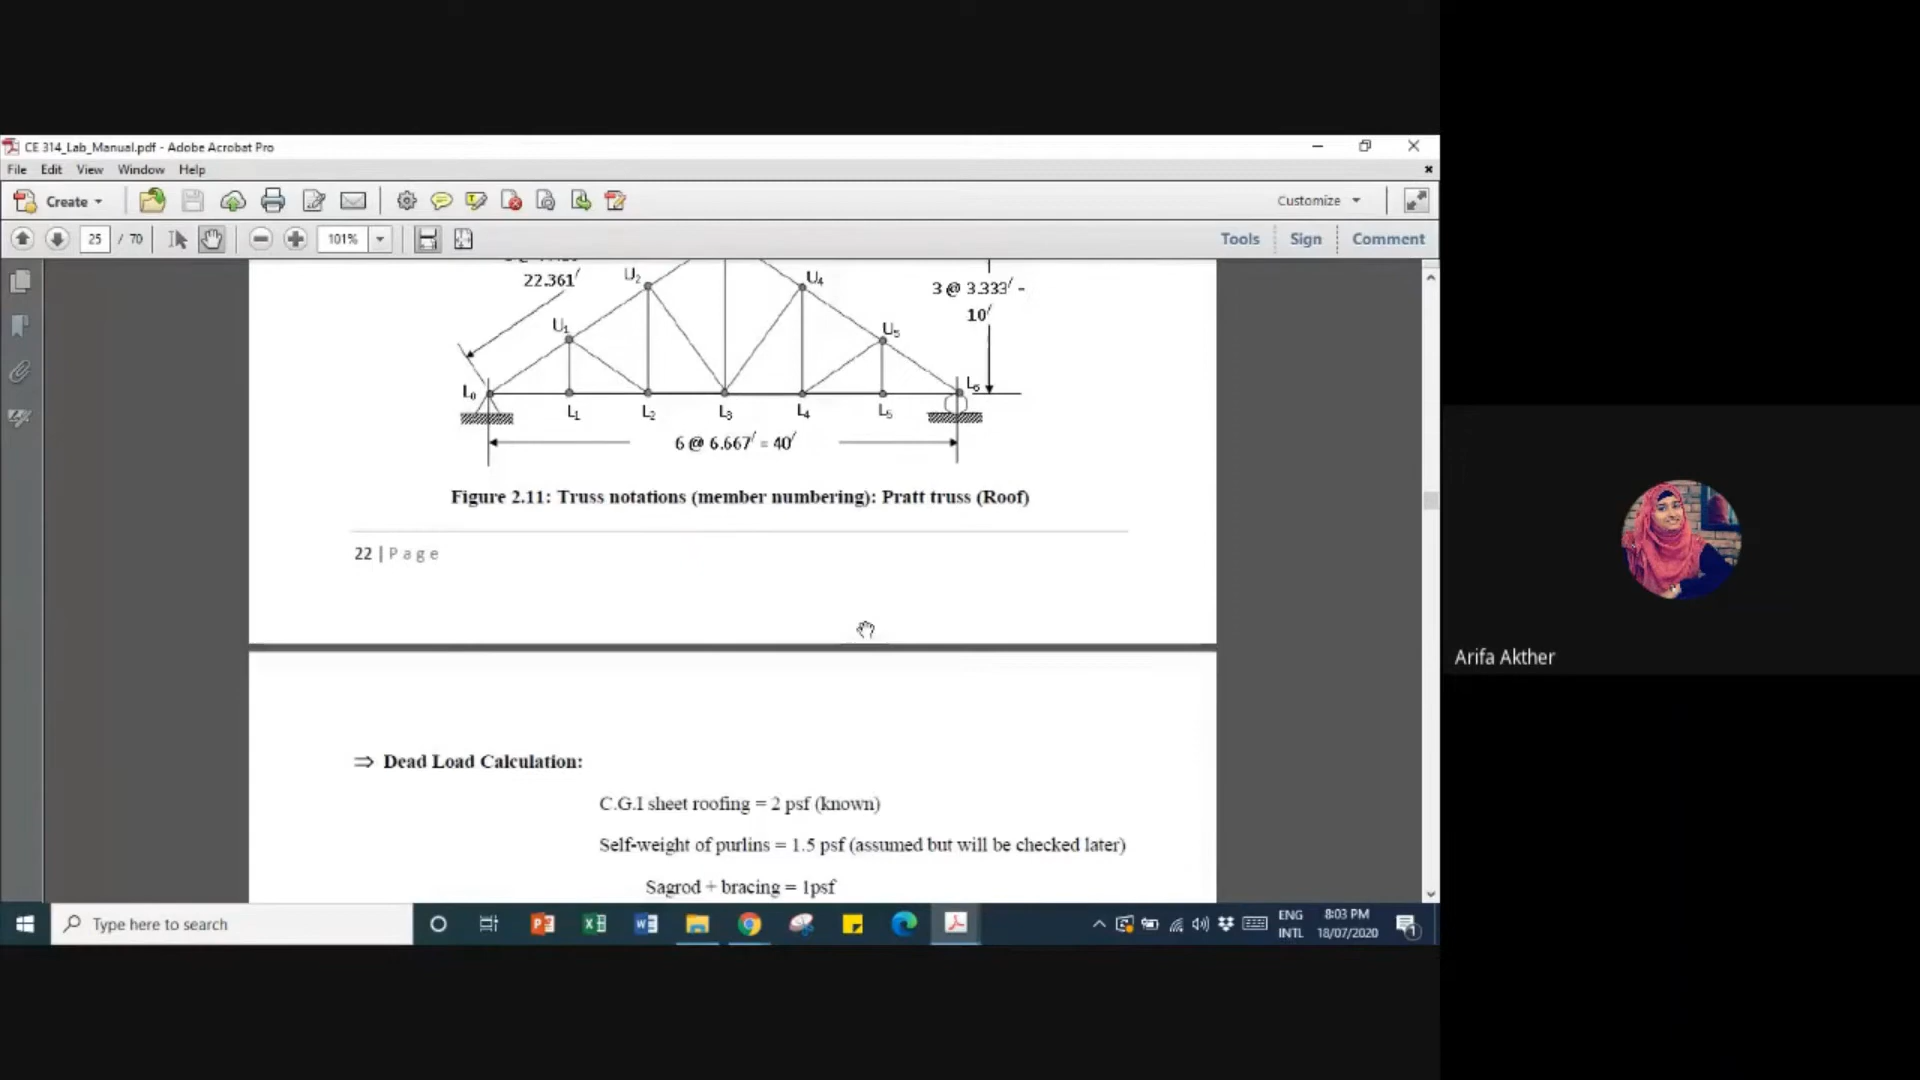 CE 314_Lab_Manual.pdf - Adobe Acrobat Pro
File Edit View Window Help
Create
Customize
25 / 70
101%
Tools Sign Comment
22.361/
U2
U4
3 @ 3.333/ -
10/
U1
U5
L0
L6
L1 L2 L3 L4 L5
6 @ 6.667/ = 40/
Figure 2.11: Truss notations (member numbering): Pratt truss (Roof)
22 | Page
⇒ Dead Load Calculation:
C.G.I sheet roofing = 2 psf (known)
Self-weight of purlins = 1.5 psf (assumed but will be checked later)
Sagrod + bracing = 1psf
Arifa Akther
Type here to search
ENG
INTL
8:03 PM
18/07/2020
1